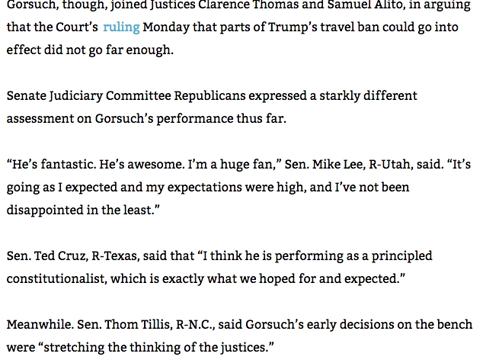 Gorsuch, though, joined Justices Clarence Thomas and Samuel Alito, in arguing
that the Court's ruling Monday that parts of Trump's travel ban could go into
effect did not go far enough.
Senate Judiciary Committee Republicans expressed a starkly different
assessment on Gorsuch's performance thus far.
“He's fantastic. He's awesome. I'm a huge fan,” Sen. Mike Lee, R-Utah, said. “It's
going as I expected and my expectations were high, and I've not been
disappointed in the least.”
Sen. Ted Cruz, R-Texas, said that “I think he is performing as a principled
constitutionalist, which is exactly what we hoped for and expected.”
Meanwhile. Sen. Thom Tillis, R-N.C., said Gorsuch's early decisions on the bench
were “stretching the thinking of the justices.”